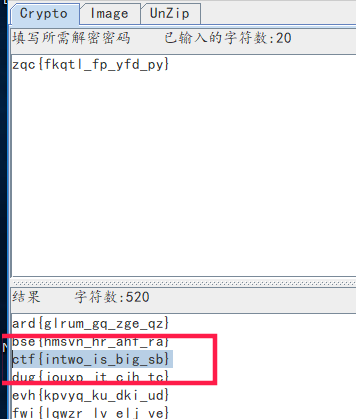 Crypto Image UnZip
填写所需解密密码 已输入的字符数:20
zqc{fkqtl_fp_yfd_py}
结果 字符数:520
ard{glrum_gq_zge_qz}
bse{hmsvn_hr_ahf_ra}
ctf{intwo_is_big_sb}
dug{jouxp_jt_cjh_tc}
evh{kpvyq_ku_dki_ud}
fwi{lqwzr_lv_elj_ve}